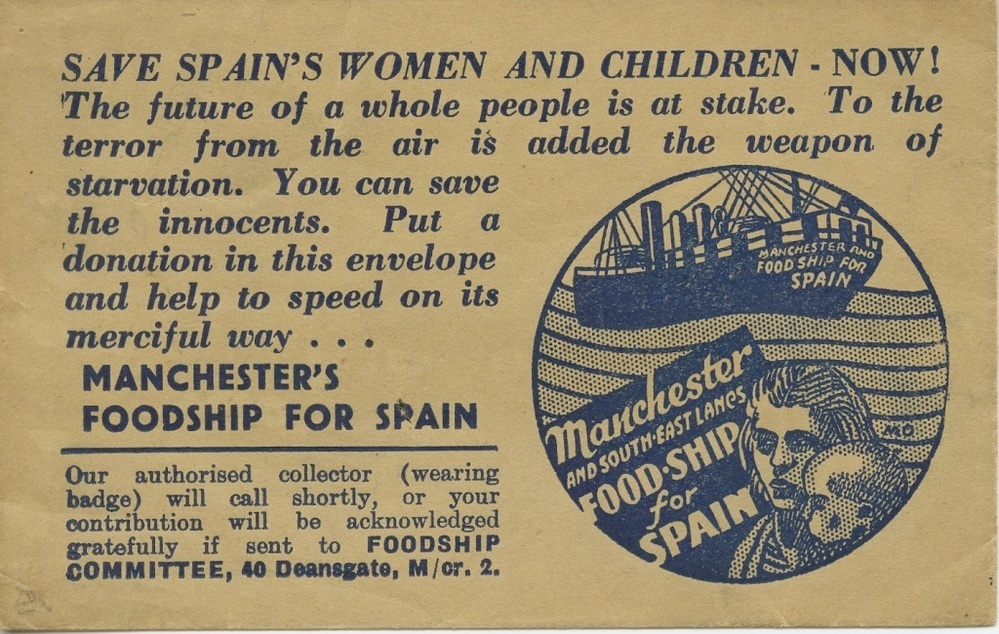 SAVE SPAIN'S WOMEN AND CHILDREN - NOW!
The future of a whole people is at stake. To the
terror from the air is added the weapon of
starvation. You can save
the innocents. Put a
donation in this envelope
and help to speed on its
merciful way . . .
MANCHESTER'S
FOODSHIP FOR SPAIN
Our authorised collector (wearing
badge) will call shortly, or your
contribution will be acknowledged
gratefully if sent to FOODSHIP
COMMITTEE, 40 Deansgate, M/cr. 2.
MANCHESTER AND
FOOD SHIP FOR
SPAIN
Manchester
AND SOUTH-EAST LANCS
FOOD-SHIP
for
SPAIN